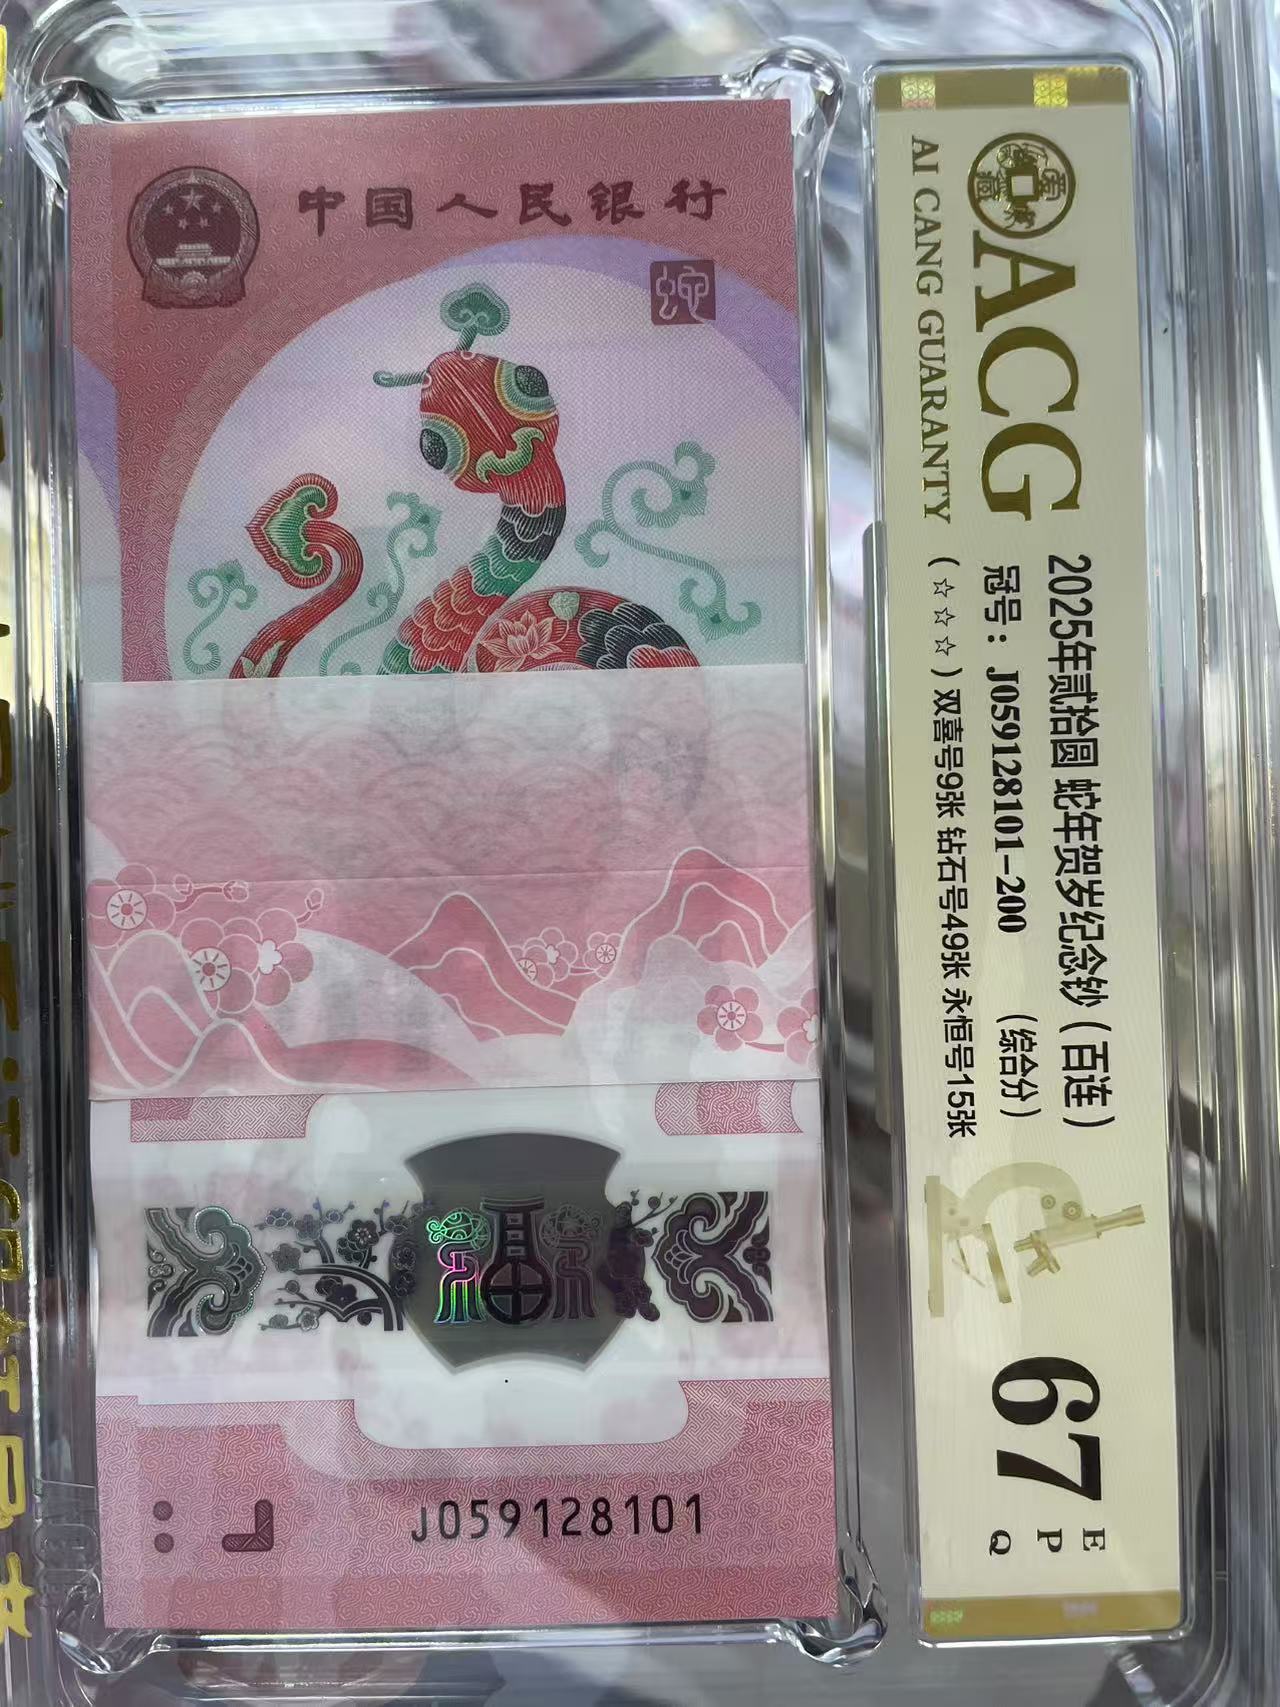 中国人民银行
蛇
福
J059128101
ACG
AI CANG GUARANTY
2025年贰拾圆 蛇年贺岁纪念钞（百连）
冠号：J059128101-200 （综合分）
（☆☆☆）双喜号9张 钻石号49张 永恒号15张
67
E
P
Q